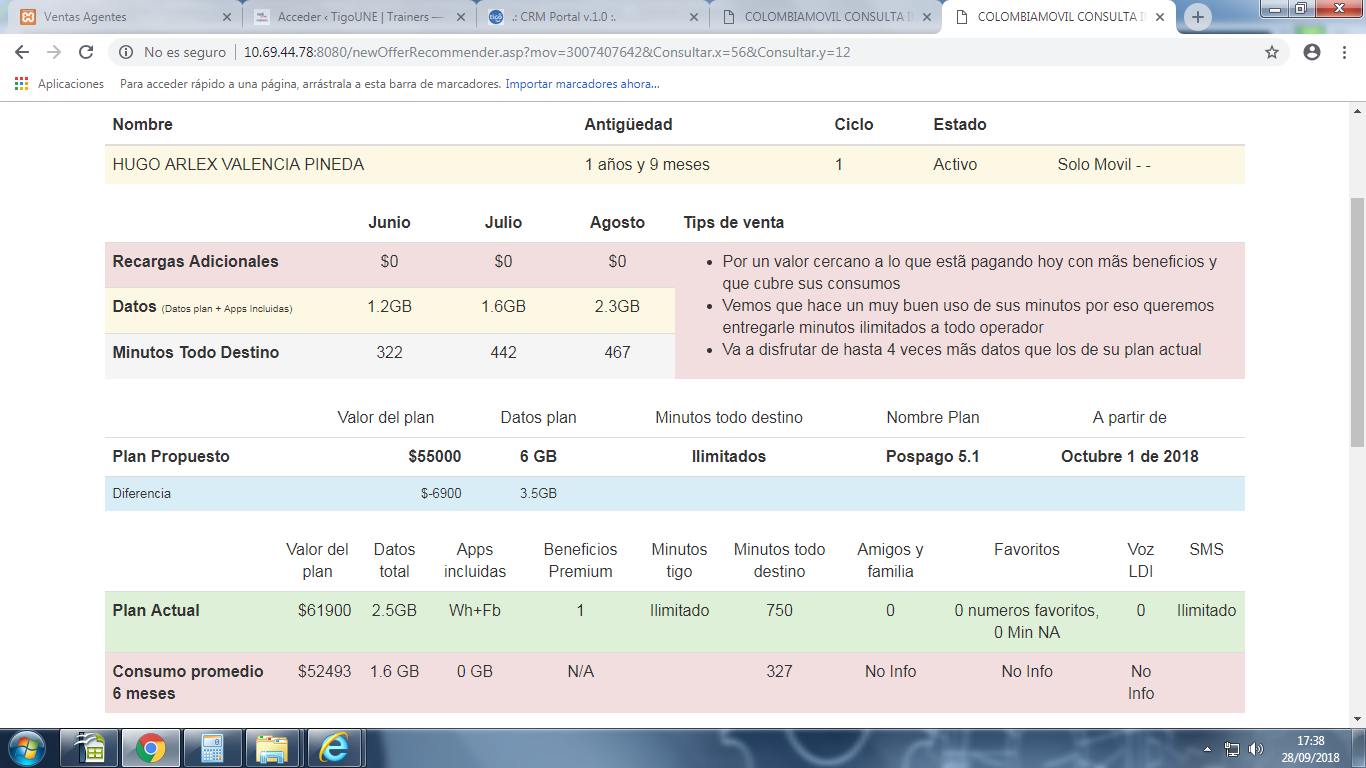 Ventas Agentes
Acceder ‹ TigoUNE | Trainers —
.: CRM Portal v.1.0 :.
COLOMBIAMOVIL CONSULTA I
COLOMBIAMOVIL CONSULTA I
No es seguro
10.69.44.78:8080/newOfferRecommender.asp?mov=3007407642&Consultar.x=56&Consultar.y=12
Aplicaciones
Para acceder rápido a una página, arrástrala a esta barra de marcadores. Importar marcadores ahora...
Nombre Antigüedad Ciclo Estado
HUGO ARLEX VALENCIA PINEDA 1 años y 9 meses 1 Activo Solo Movil - -
Junio Julio Agosto Tips de venta
Recargas Adicionales $0 $0 $0
Datos (Datos plan + Apps Incluidas) 1.2GB 1.6GB 2.3GB
Minutos Todo Destino 322 442 467
• Por un valor cercano a lo que estã pagando hoy con mãs beneficios y
que cubre sus consumos
• Vemos que hace un muy buen uso de sus minutos por eso queremos
entregarle minutos ilimitados a todo operador
• Va a disfrutar de hasta 4 veces mãs datos que los de su plan actual
Valor del plan Datos plan Minutos todo destino Nombre Plan A partir de
Plan Propuesto $55000 6 GB Ilimitados Pospago 5.1 Octubre 1 de 2018
Diferencia $-6900 3.5GB
Valor del Datos Apps Beneficios Minutos Minutos todo Amigos y Favoritos Voz SMS
plan total incluidas Premium tigo destino familia LDI
Plan Actual $61900 2.5GB Wh+Fb 1 Ilimitado 750 0 0 numeros favoritos, 0 Ilimitado
0 Min NA
Consumo promedio $52493 1.6 GB 0 GB N/A 327 No Info No Info No
6 meses Info
17:38
28/09/2018